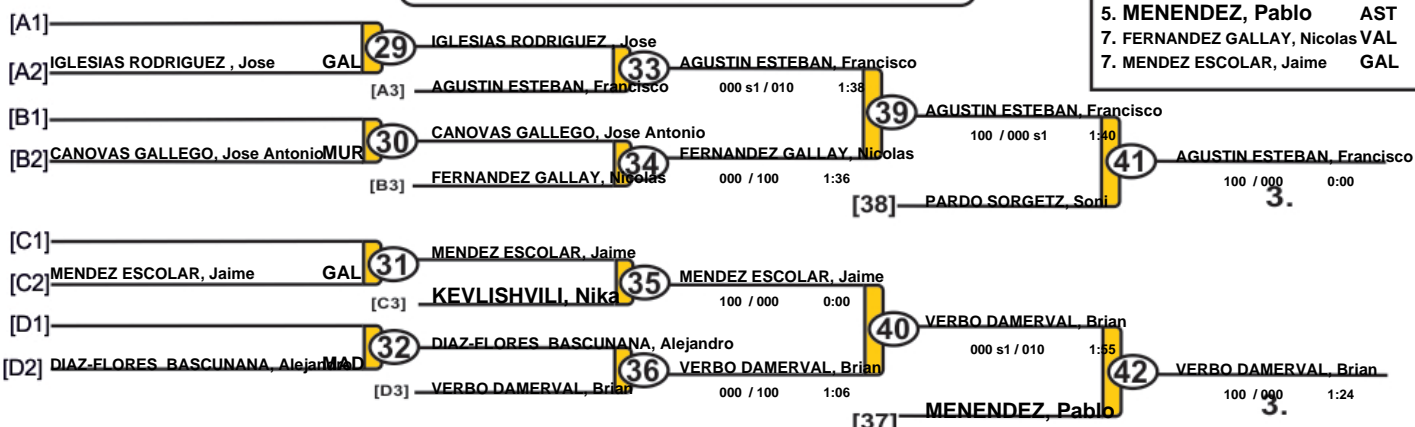 5. MENENDEZ, Pablo AST
7. FERNANDEZ GALLAY, Nicolas VAL
7. MENDEZ ESCOLAR, Jaime GAL
[A1]
[A2] IGLESIAS RODRIGUEZ , Jose GAL
29
IGLESIAS RODRIGUEZ , Jose
[A3] AGUSTIN ESTEBAN, Francisco
33
AGUSTIN ESTEBAN, Francisco
000 s1 / 010 1:38
[B1]
[B2] CANOVAS GALLEGO, Jose Antonio MUR
30
CANOVAS GALLEGO, Jose Antonio
[B3] FERNANDEZ GALLAY, Nicolas
34
FERNANDEZ GALLAY, Nicolas
000 / 100 1:36
39
AGUSTIN ESTEBAN, Francisco
100 / 000 s1 1:40
[38] PARDO SORGETZ, Soni
41
AGUSTIN ESTEBAN, Francisco
100 / 000 0:00
3.
[C1]
[C2] MENDEZ ESCOLAR, Jaime GAL
31
MENDEZ ESCOLAR, Jaime
[C3] KEVLISHVILI, Nika
35
MENDEZ ESCOLAR, Jaime
100 / 000 0:00
[D1]
[D2] DIAZ-FLORES BASCUNANA, Alejandro MAD
32
DIAZ-FLORES BASCUNANA, Alejandro
[D3] VERBO DAMERVAL, Brian
36
VERBO DAMERVAL, Brian
000 / 100 1:06
40
VERBO DAMERVAL, Brian
000 s1 / 010 1:55
[37] MENENDEZ, Pablo
42
VERBO DAMERVAL, Brian
100 / 000 1:24
3.